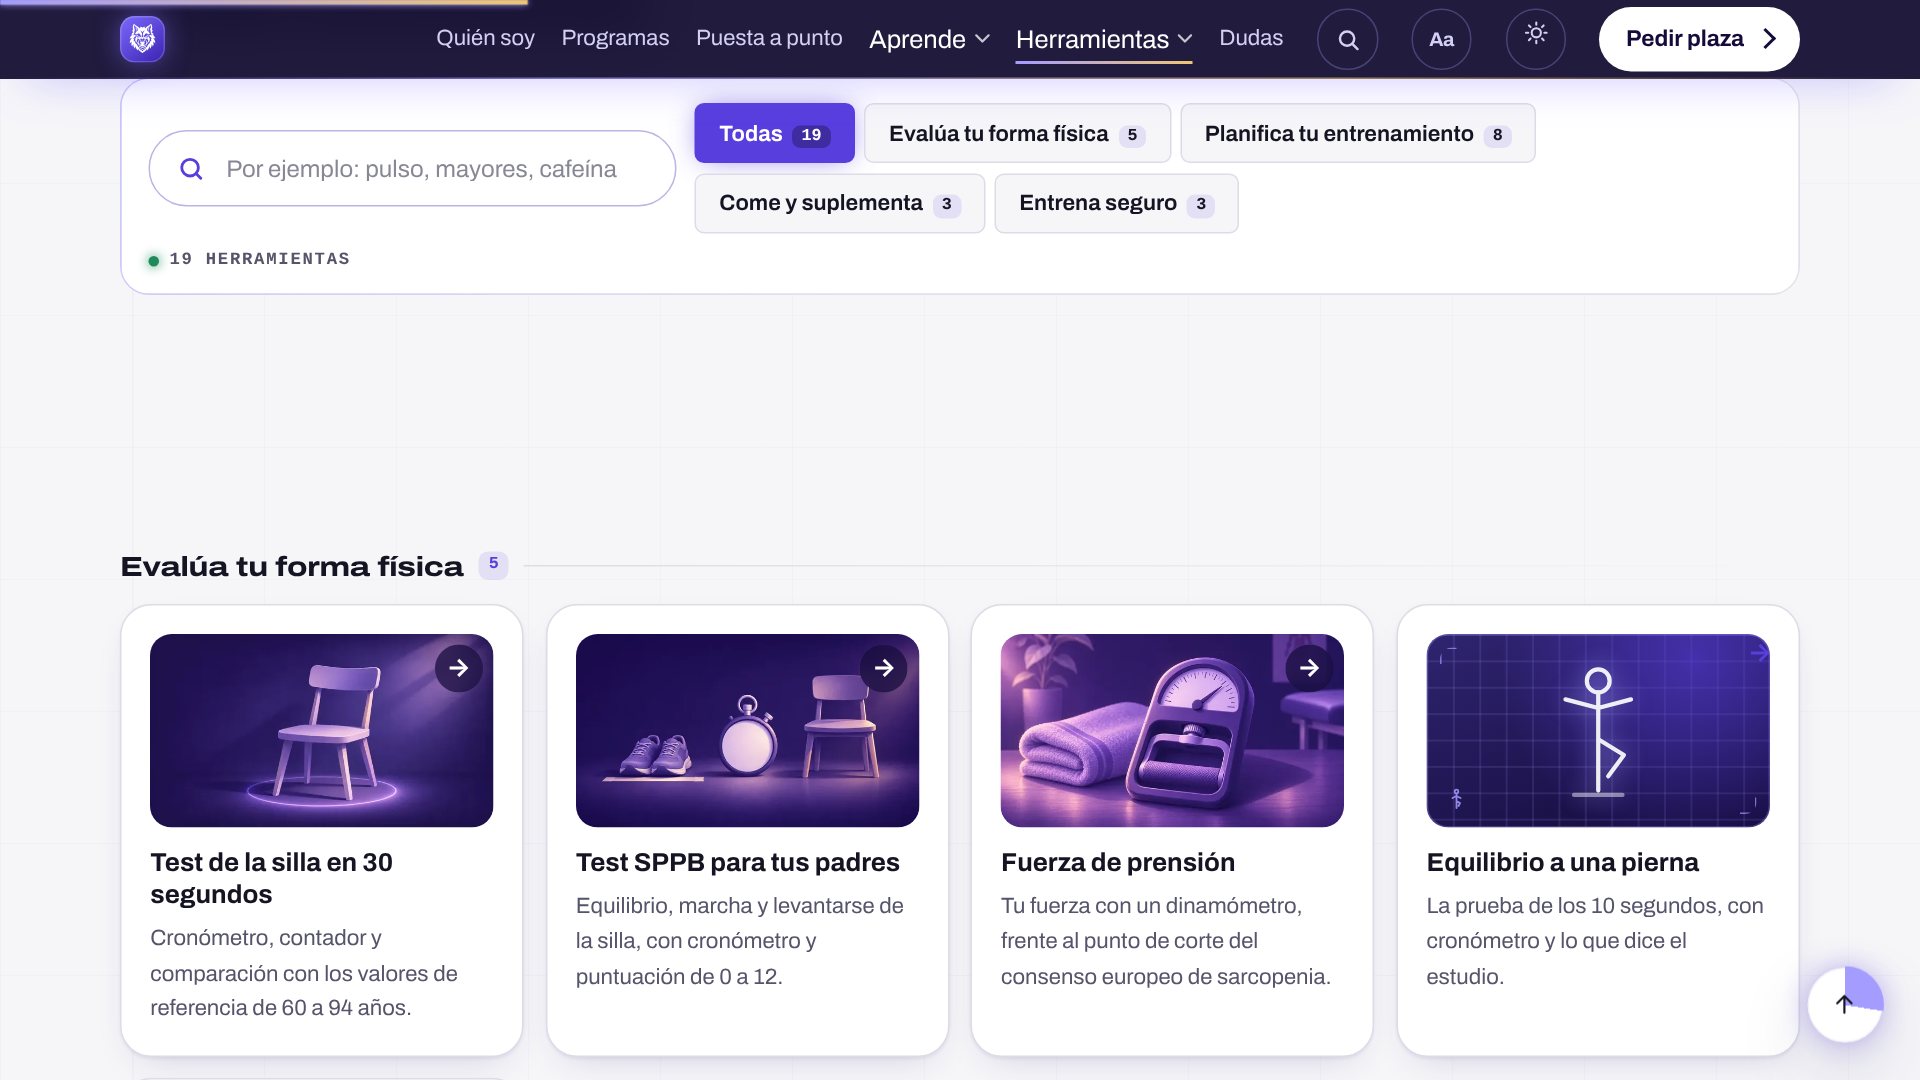 Quién soy Programas Puesta a punto Aprende Herramientas Dudas Aa Pedir plaza
Por ejemplo: pulso, mayores, cafeína
Todas 19 Evalúa tu forma física 5 Planifica tu entrenamiento 8
Come y suplementa 3 Entrena seguro 3
19 HERRAMIENTAS
Evalúa tu forma física 5
Test de la silla en 30
segundos
Cronómetro, contador y
comparación con los valores de
referencia de 60 a 94 años.
Test SPPB para tus padres
Equilibrio, marcha y levantarse de
la silla, con cronómetro y
puntuación de 0 a 12.
Fuerza de prensión
Tu fuerza con un dinamómetro,
frente al punto de corte del
consenso europeo de sarcopenia.
Equilibrio a una pierna
La prueba de los 10 segundos, con
cronómetro y lo que dice el
estudio.